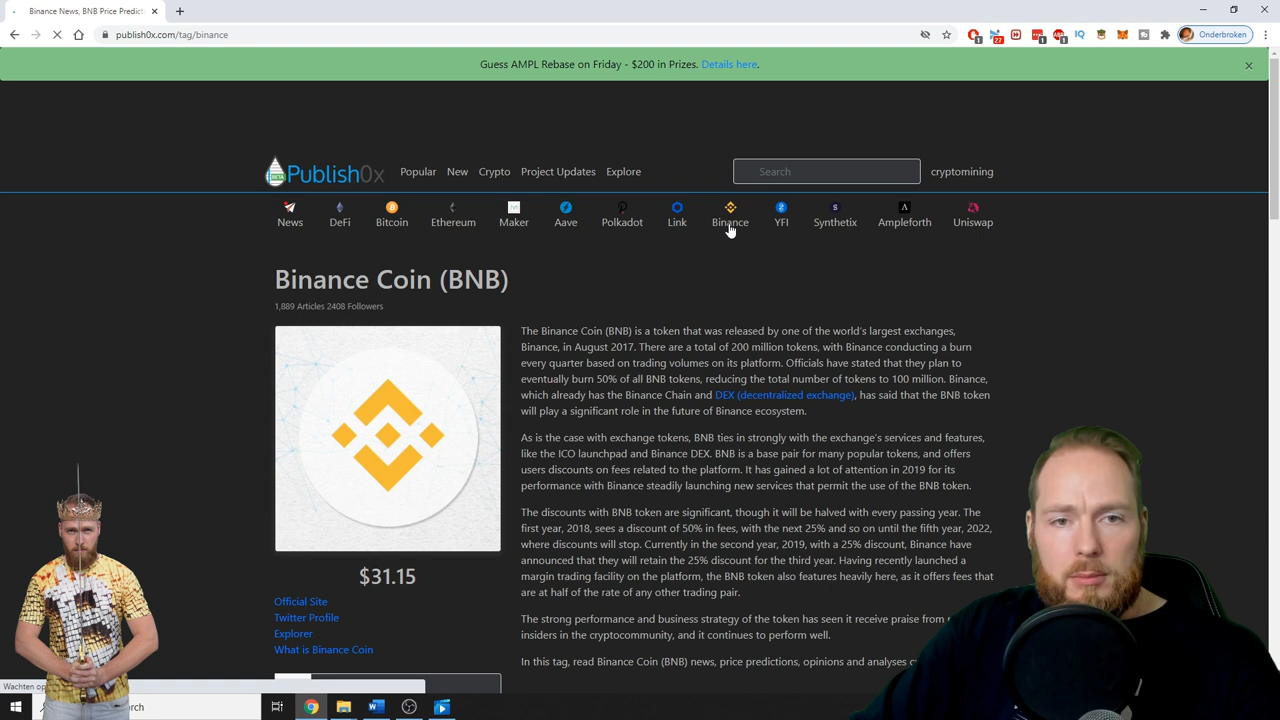 Binance News, BNB Price Predicti
publish0x.com/tag/binance
Onderbroken
Guess AMPL Rebase on Friday - $200 in Prizes. Details here.
Publish0x
BETA
Popular New Crypto Project Updates Explore
Search
cryptomining
News DeFi Bitcoin Ethereum Maker Aave Polkadot Link Binance YFI Synthetix Ampleforth Uniswap
Binance Coin (BNB)
1,889 Articles 2408 Followers
The Binance Coin (BNB) is a token that was released by one of the world's largest exchanges,
Binance, in August 2017. There are a total of 200 million tokens, with Binance conducting a burn
every quarter based on trading volumes on its platform. Officials have stated that they plan to
eventually burn 50% of all BNB tokens, reducing the total number of tokens to 100 million. Binance,
which already has the Binance Chain and DEX (decentralized exchange), has said that the BNB token
will play a significant role in the future of Binance ecosystem.
As is the case with exchange tokens, BNB ties in strongly with the exchange's services and features,
like the ICO launchpad and Binance DEX. BNB is a base pair for many popular tokens, and offers
users discounts on fees related to the platform. It has gained a lot of attention in 2019 for its
performance with Binance steadily launching new services that permit the use of the BNB token.
The discounts with BNB token are significant, though it will be halved with every passing year. The
first year, 2018, sees a discount of 50% in fees, with the next 25% and so on until the fifth year, 2022,
where discounts will stop. Currently in the second year, 2019, with a 25% discount, Binance have
announced that they will retain the 25% discount for the third year. Having recently launched a
margin trading facility on the platform, the BNB token also features heavily here, as it offers fees that
are at half of the rate of any other trading pair.
The strong performance and business strategy of the token has seen it receive praise from
insiders in the cryptocommunity, and it continues to perform well.
In this tag, read Binance Coin (BNB) news, price predictions, opinions and analyses
$31.15
Official Site
Twitter Profile
Explorer
What is Binance Coin
Wachten op
rch